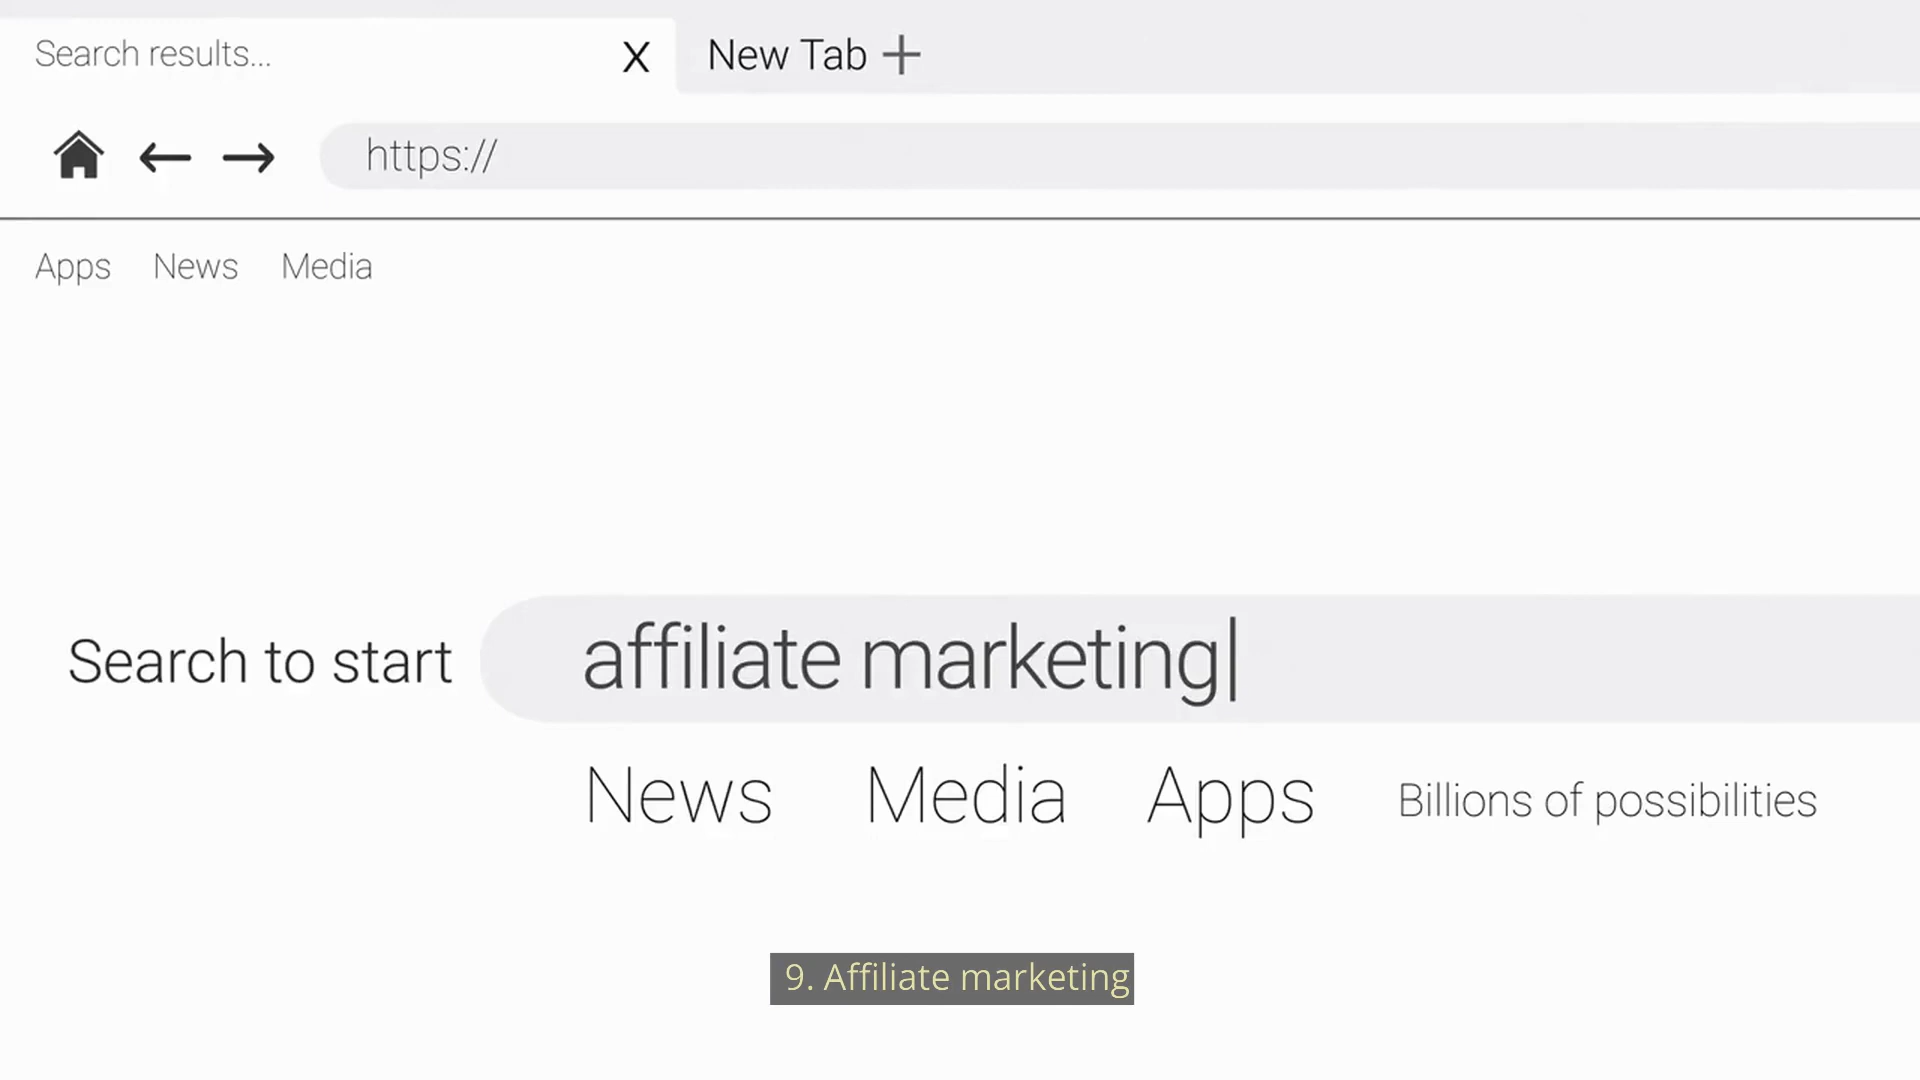 Search results... X New Tab +
https://
Apps News Media
Search to start affiliate marketing
News Media Apps Billions of possibilities
9. Affiliate marketing